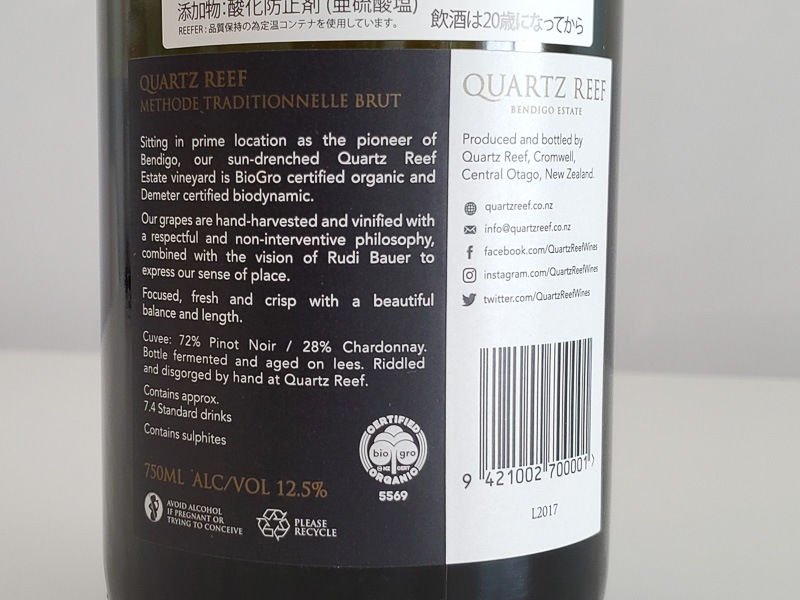 添加物:酸化防止剤(亜硫酸塩)
REEFER:品質保持の為定温コンテナを使用しています。
飲酒は20歳になってから
QUARTZ REEF
METHODE TRADITIONNELLE BRUT
Sitting in prime location as the pioneer of
Bendigo, our sun-drenched Quartz Reef
Estate vineyard is BioGro certified organic and
Demeter certified biodynamic.
Our grapes are hand-harvested and vinified with
a respectful and non-interventive philosophy,
combined with the vision of Rudi Bauer to
express our sense of place.
Focused, fresh and crisp with a beautiful
balance and length.
Cuvee: 72% Pinot Noir / 28% Chardonnay.
Bottle fermented and aged on lees. Riddled
and disgorged by hand at Quartz Reef.
Contains approx.
7.4 Standard drinks
Contains sulphites
CERTIFIED
bio gro
NZ CERT
ORGANIC
5569
750ML ALC/VOL 12.5%
AVOID ALCOHOL
IF PREGNANT OR
TRYING TO CONCEIVE
PLEASE
RECYCLE
QUARTZ REEF
BENDIGO ESTATE
Produced and bottled by
Quartz Reef, Cromwell,
Central Otago, New Zealand.
quartzreef.co.nz
info@quartzreef.co.nz
facebook.com/QuartzReefWines
instagram.com/QuartzReefWines
twitter.com/QuartzReefWines
9 421002 700001 >
L2017